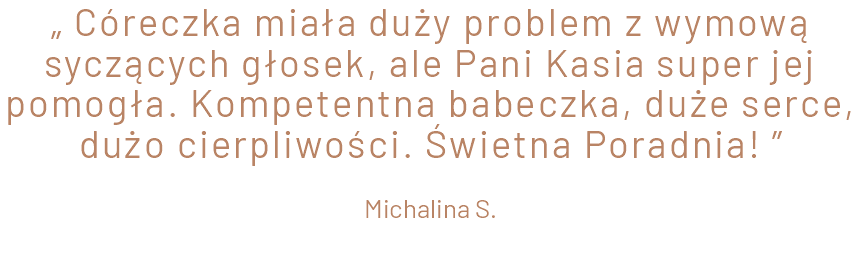 „ Córeczka miała duży problem z wymową
syczących głosek, ale Pani Kasia super jej
pomogła. Kompetentna babeczka, duże serce,
dużo cierpliwości. Świetna Poradnia! ”
Michalina S.